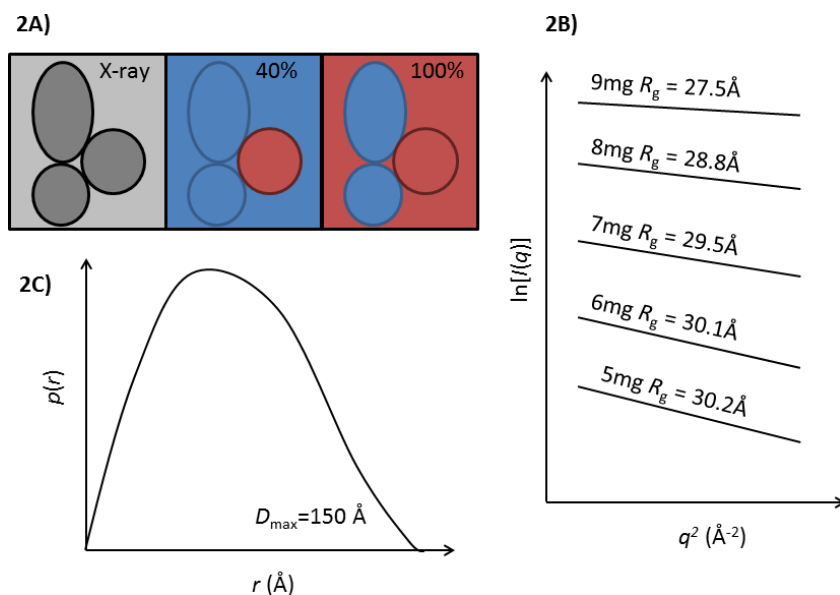 2A)
X-ray
40%
100%
2B)
9mg Rg = 27.5Å
8mg Rg = 28.8Å
7mg Rg = 29.5Å
6mg Rg = 30.1Å
5mg Rg = 30.2Å
ln[I(q)]
q² (Å⁻²)
2C)
p(r)
Dmax=150 Å
r (Å)